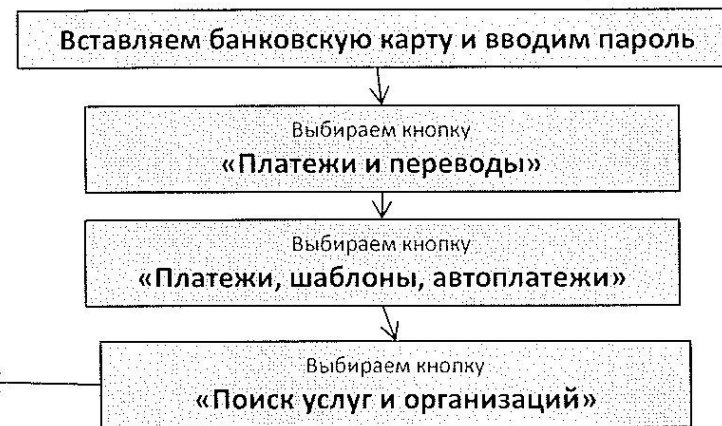 Вставляем банковскую карту и вводим пароль
Выбираем кнопку
«Платежи и переводы»
Выбираем кнопку
«Платежи, шаблоны, автоплатежи»
Выбираем кнопку
«Поиск услуг и организаций»